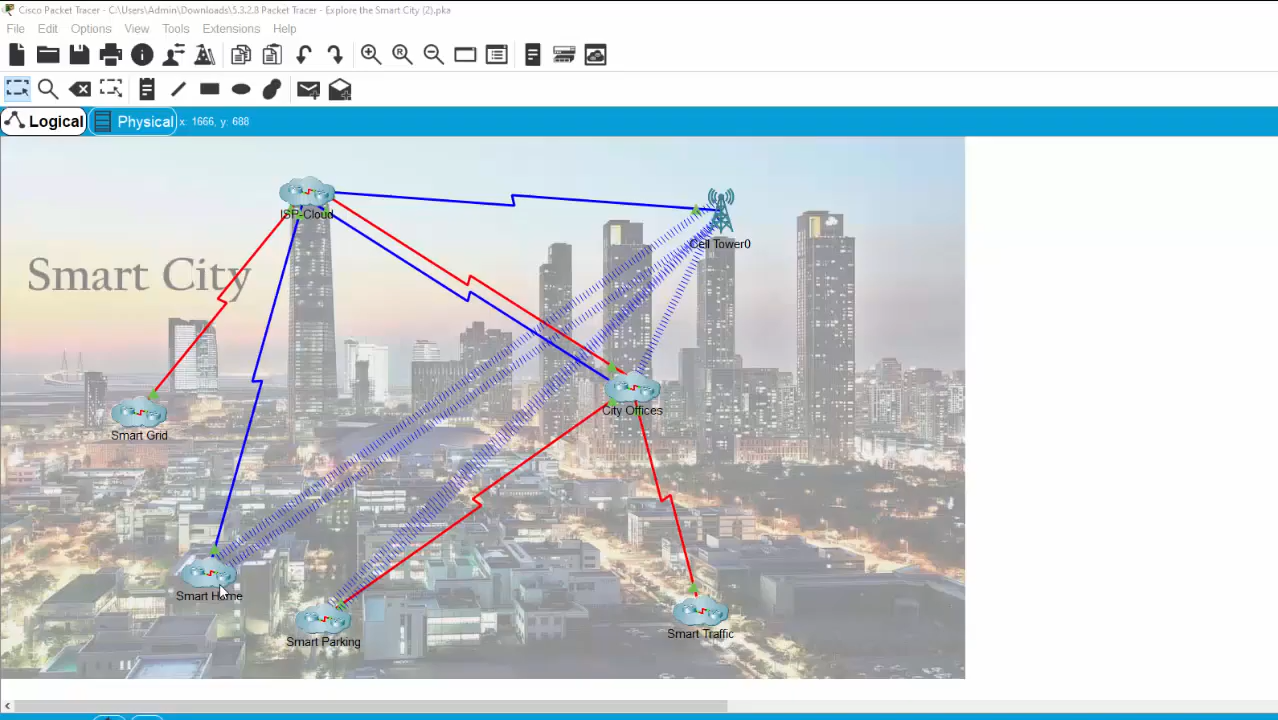 Cisco Packet Tracer - C:\Users\Admin\Downloads\5.3.2.8 Packet Tracer - Explore the Smart City (2).pka
File Edit Options View Tools Extensions Help
Logical Physical x: 1666, y: 688
ISP-Cloud
Cell Tower0
Smart City
City Offices
Smart Grid
Smart Home
Smart Parking
Smart Traffic